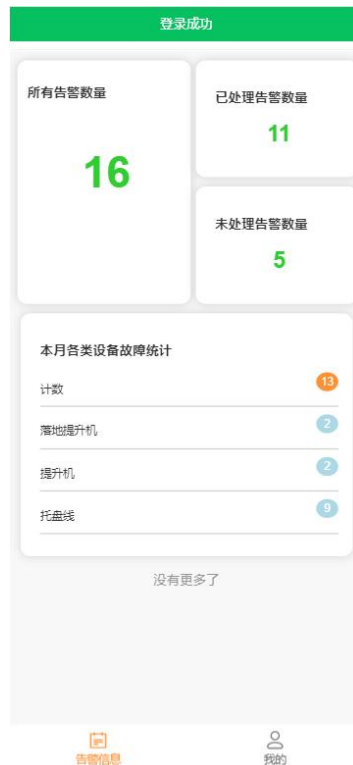 登录成功
所有告警数量
16
已处理告警数量
11
未处理告警数量
5
本月各类设备故障统计
计数 13
落地提升机 2
提升机 2
托盘线 9
没有更多了
告警信息 我的